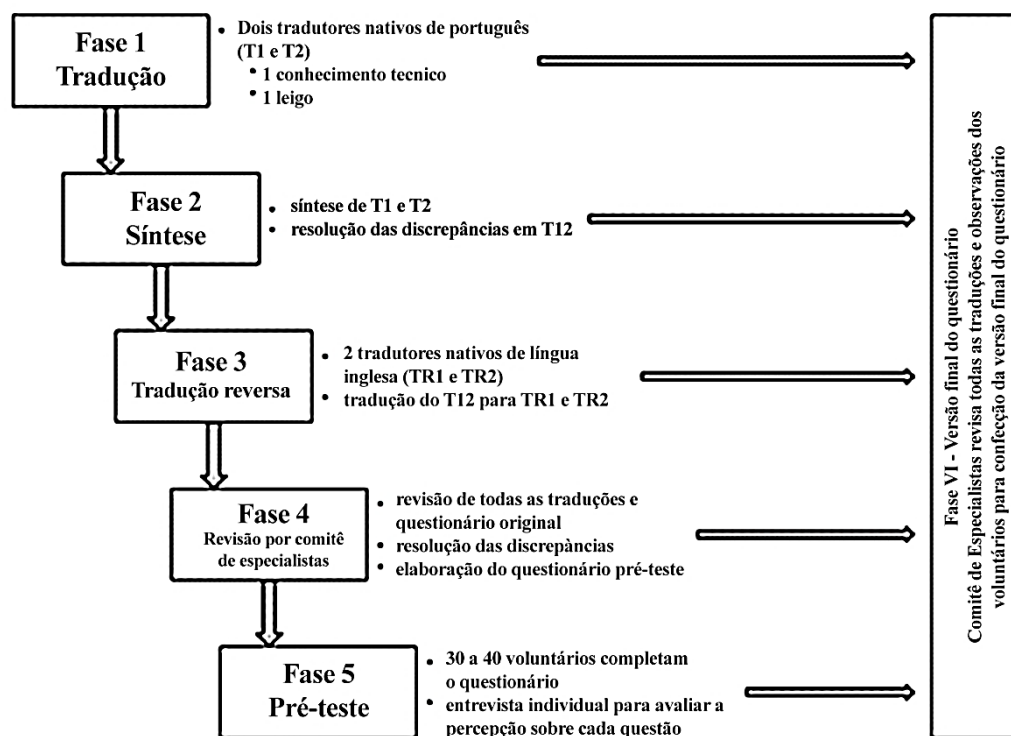 Fase 1
Tradução
• Dois tradutores nativos de português
(T1 e T2)
• 1 conhecimento tecnico
• 1 leigo
Fase 2
Síntese
• síntese de T1 e T2
• resolução das discrepâncias em T12
Fase 3
Tradução reversa
• 2 tradutores nativos de língua
inglesa (TR1 e TR2)
• tradução do T12 para TR1 e TR2
Fase 4
Revisão por comitê
de especialistas
• revisão de todas as traduções e
questionário original
• resolução das discrepàncias
• elaboração do questionário pré-teste
Fase 5
Pré-teste
• 30 a 40 voluntários completam
o questionário
• entrevista individual para avaliar a
percepção sobre cada questão
Fase VI - Versão final do questionário
Comitê de Especialistas revisa todas as traduções e observações dos
voluntários para confecção da versão final do questionário